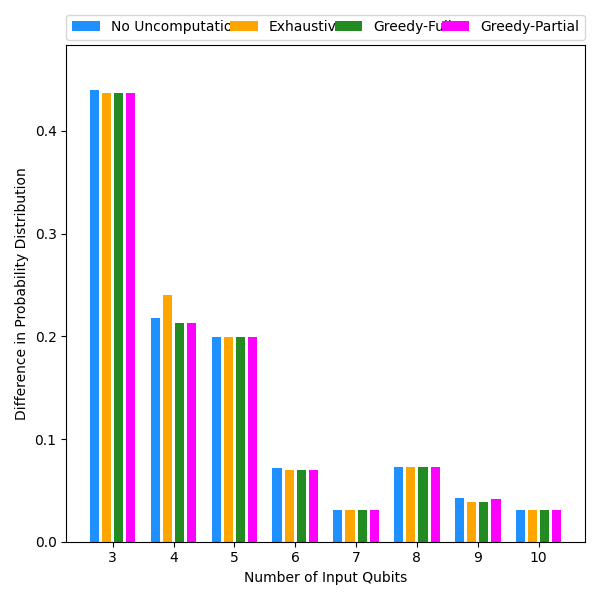 No Uncomputatio Exhaustiv Greedy-Full Greedy-Partial
0.4
0.3
0.2
0.1
0.0
Difference in Probability Distribution
3 4 5 6 7 8 9 10
Number of Input Qubits